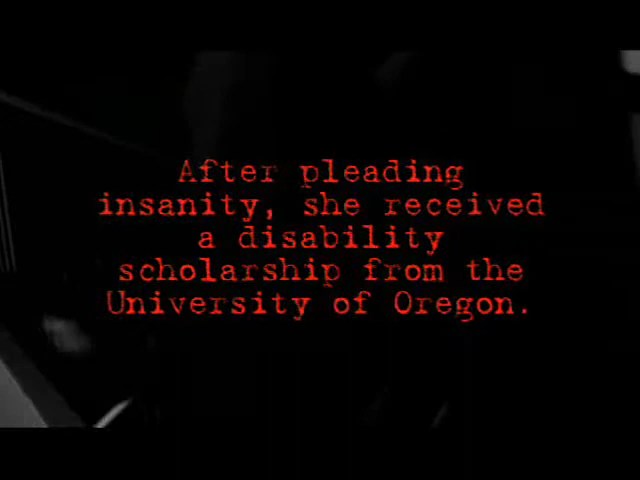 After pleading
insanity, she received
a disability
scholarship from the
University of Oregon.